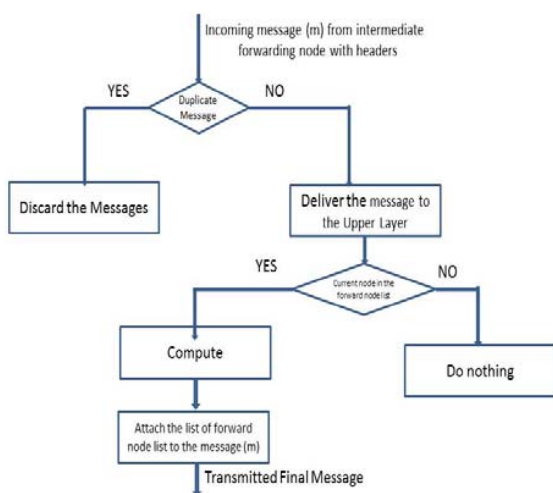 Incoming message (m) from intermediate
forwarding node with headers
YES
NO
Duplicate
Message
Discard the Messages
Deliver the message to
the Upper Layer
YES
NO
Current node in the
forward node list
Compute
Do nothing
Attach the list of forward
node list to the message (m)
Transmitted Final Message